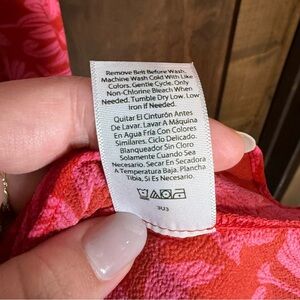 Remove Belt Before Wash.
Machine Wash Cold With Like
Colors. Gentle Cycle. Only
Non-Chlorine Bleach When
Needed. Tumble Dry Low. Low
Iron if Needed.
Quitar El Cinturón Antes
De Lavar. Lavar A Máquina
En Agua Fría Con Colores
Similares. Ciclo Delicado.
Blanqueador Sin Cloro
Solamente Cuando Sea
Necesario. Usar En Secadora
A Temperatura Baja. Plancha
Tibia, Si Es Necesario.
3U3